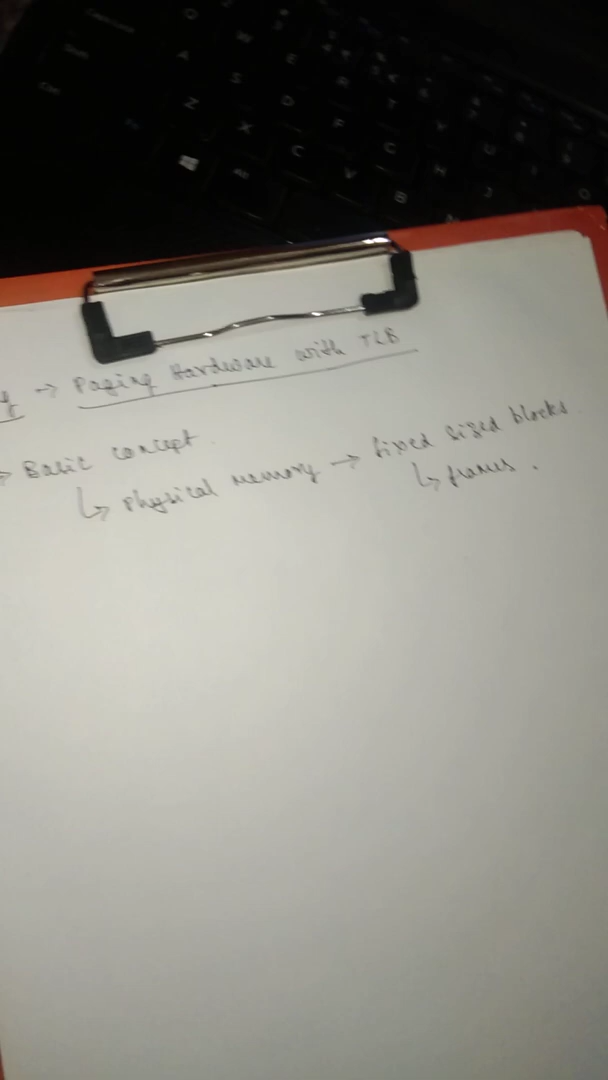 → Paging Hardware with TLB
→ Basic concept.
↳ physical memory → fixed sized blocks
↳ frames.